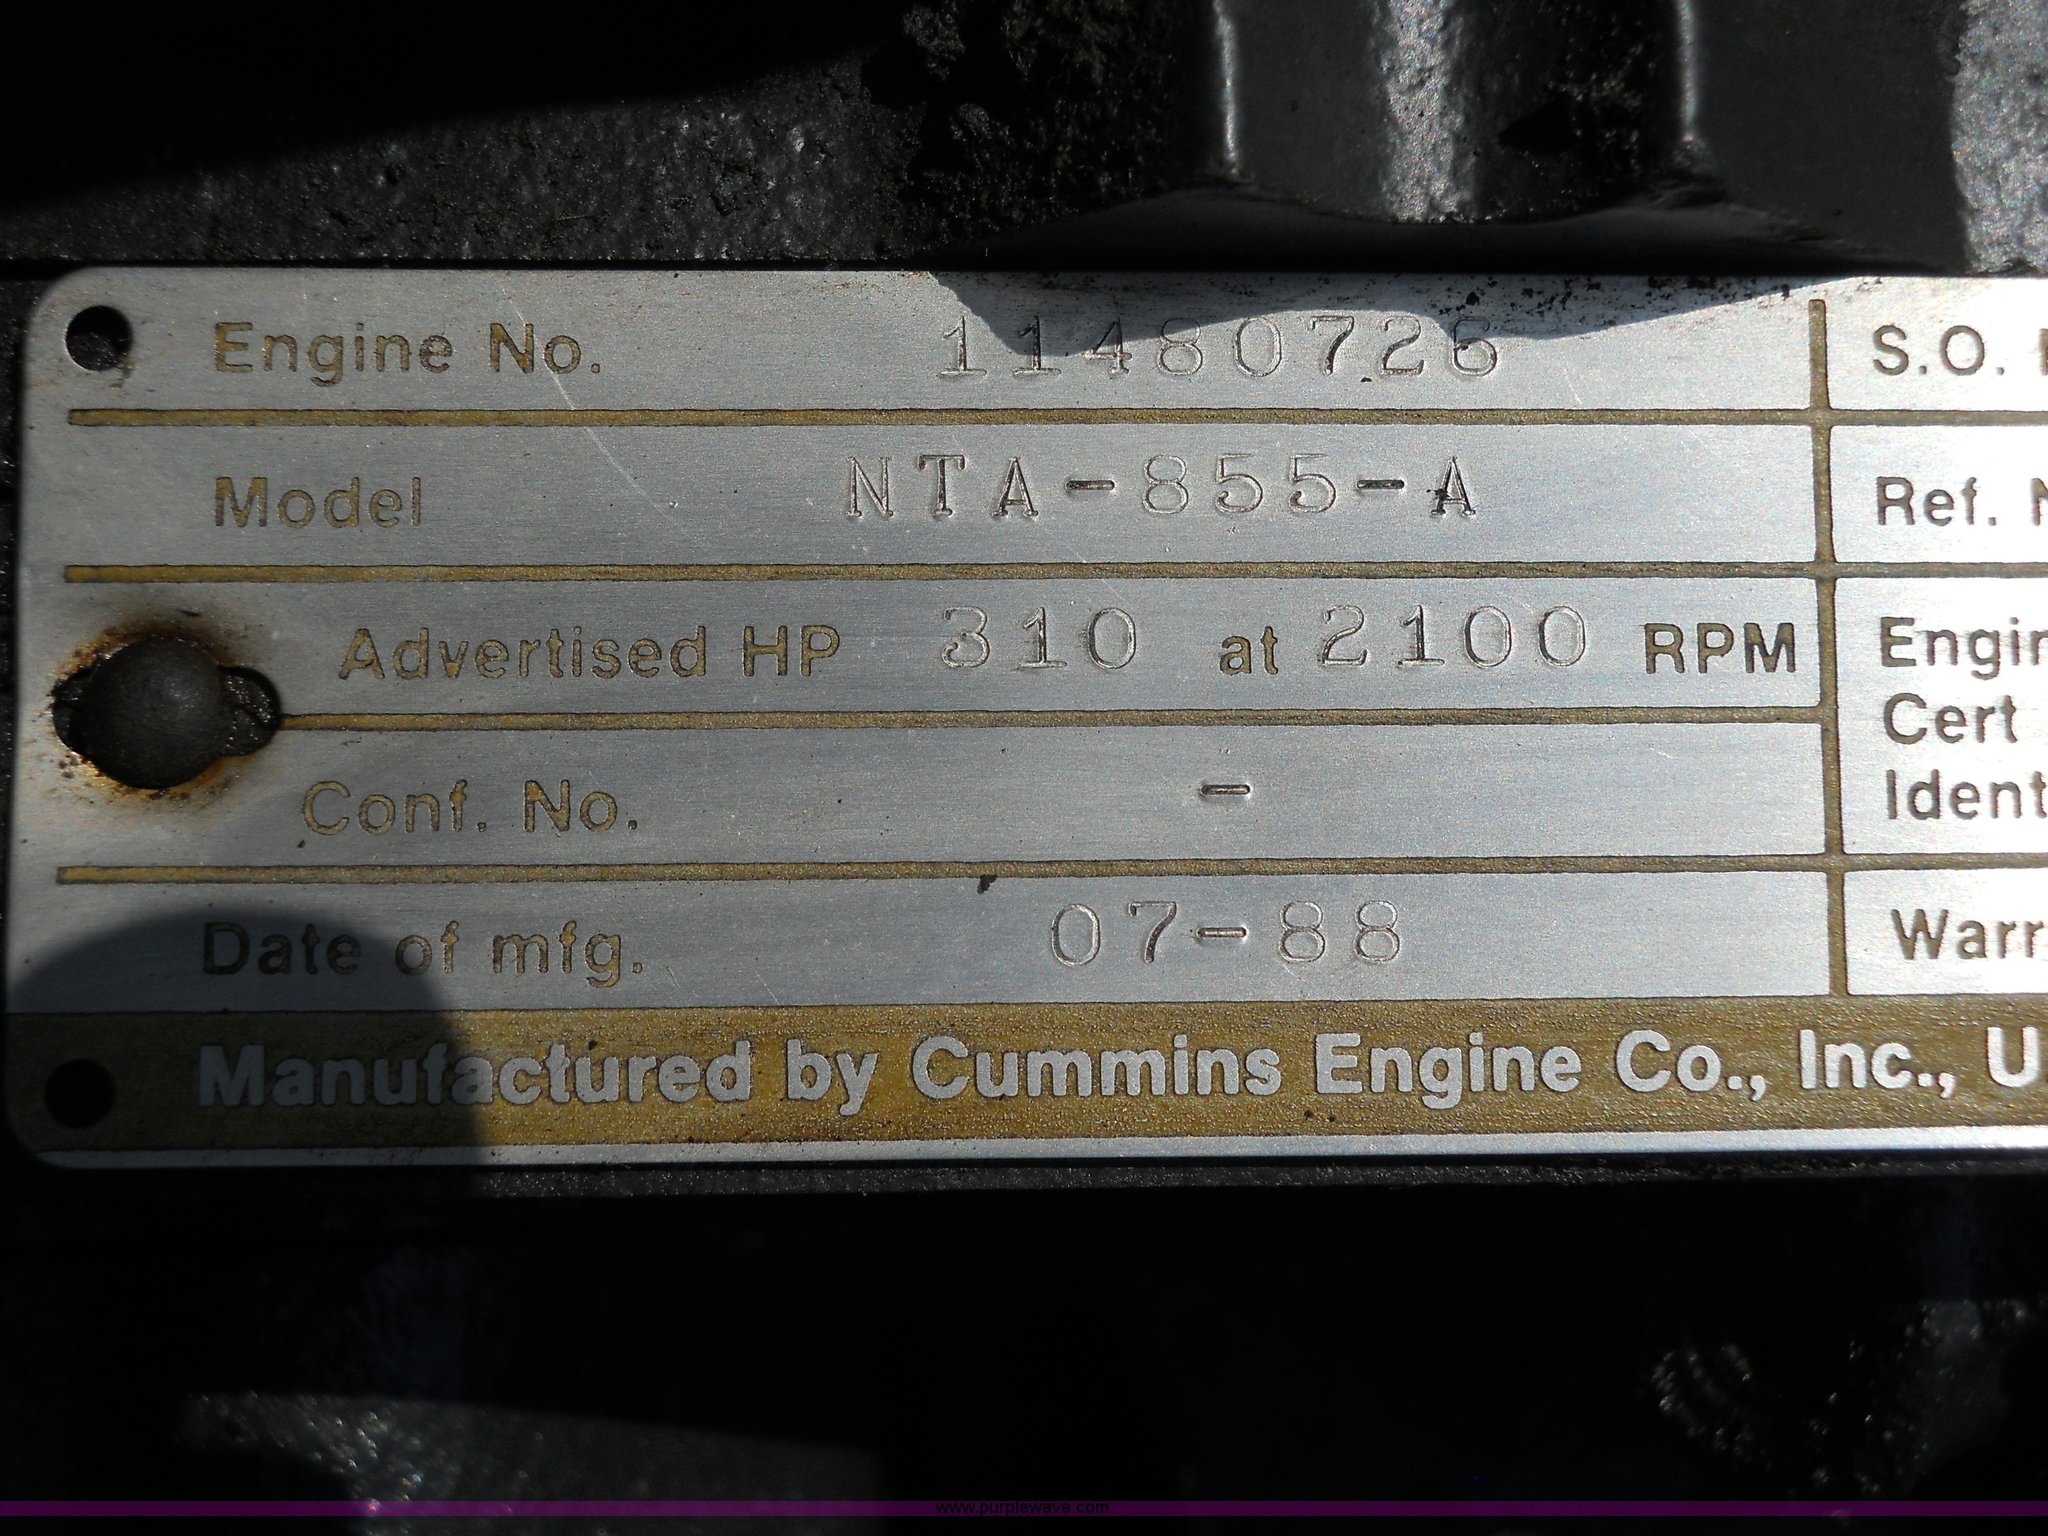 Engine No. 11480726 S.O.
Model NTA-855-A Ref.
Advertised HP 310 at 2100 RPM Engin
Cert
Conf. No. - Ident
Date of mfg. 07-88 Warr
Manufactured by Cummins Engine Co., Inc., U.
www.purplewave.com